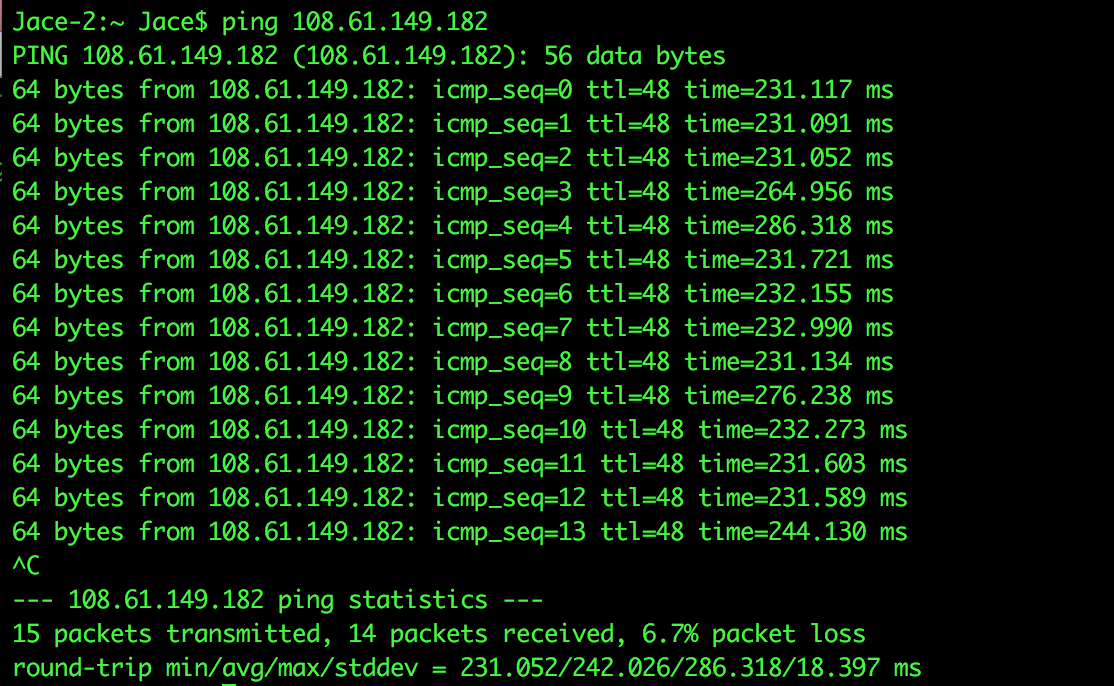 Jace-2:~ Jace$ ping 108.61.149.182
PING 108.61.149.182 (108.61.149.182): 56 data bytes
64 bytes from 108.61.149.182: icmp_seq=0 ttl=48 time=231.117 ms
64 bytes from 108.61.149.182: icmp_seq=1 ttl=48 time=231.091 ms
64 bytes from 108.61.149.182: icmp_seq=2 ttl=48 time=231.052 ms
64 bytes from 108.61.149.182: icmp_seq=3 ttl=48 time=264.956 ms
64 bytes from 108.61.149.182: icmp_seq=4 ttl=48 time=286.318 ms
64 bytes from 108.61.149.182: icmp_seq=5 ttl=48 time=231.721 ms
64 bytes from 108.61.149.182: icmp_seq=6 ttl=48 time=232.155 ms
64 bytes from 108.61.149.182: icmp_seq=7 ttl=48 time=232.990 ms
64 bytes from 108.61.149.182: icmp_seq=8 ttl=48 time=231.134 ms
64 bytes from 108.61.149.182: icmp_seq=9 ttl=48 time=276.238 ms
64 bytes from 108.61.149.182: icmp_seq=10 ttl=48 time=232.273 ms
64 bytes from 108.61.149.182: icmp_seq=11 ttl=48 time=231.603 ms
64 bytes from 108.61.149.182: icmp_seq=12 ttl=48 time=231.589 ms
64 bytes from 108.61.149.182: icmp_seq=13 ttl=48 time=244.130 ms
^C
--- 108.61.149.182 ping statistics ---
15 packets transmitted, 14 packets received, 6.7% packet loss
round-trip min/avg/max/stddev = 231.052/242.026/286.318/18.397 ms